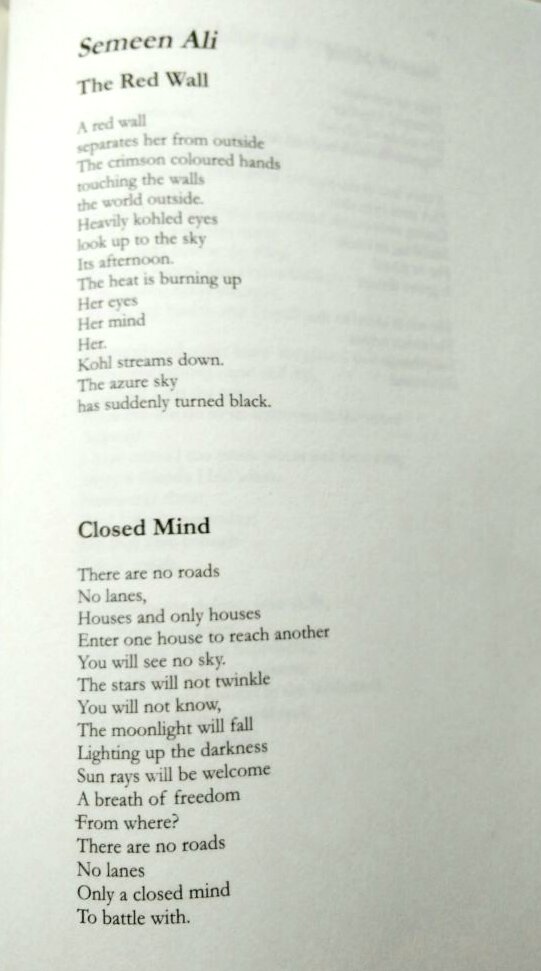 Semeen Ali
The Red Wall
A red wall
separates her from outside
The crimson coloured hands
touching the walls
the world outside.
Heavily kohled eyes
look up to the sky
Its afternoon.
The heat is burning up
Her eyes
Her mind
Her.
Kohl streams down.
The azure sky
has suddenly turned black.
Closed Mind
There are no roads
No lanes,
Houses and only houses
Enter one house to reach another
You will see no sky.
The stars will not twinkle
You will not know,
The moonlight will fall
Lighting up the darkness
Sun rays will be welcome
A breath of freedom
From where?
There are no roads
No lanes
Only a closed mind
To battle with.